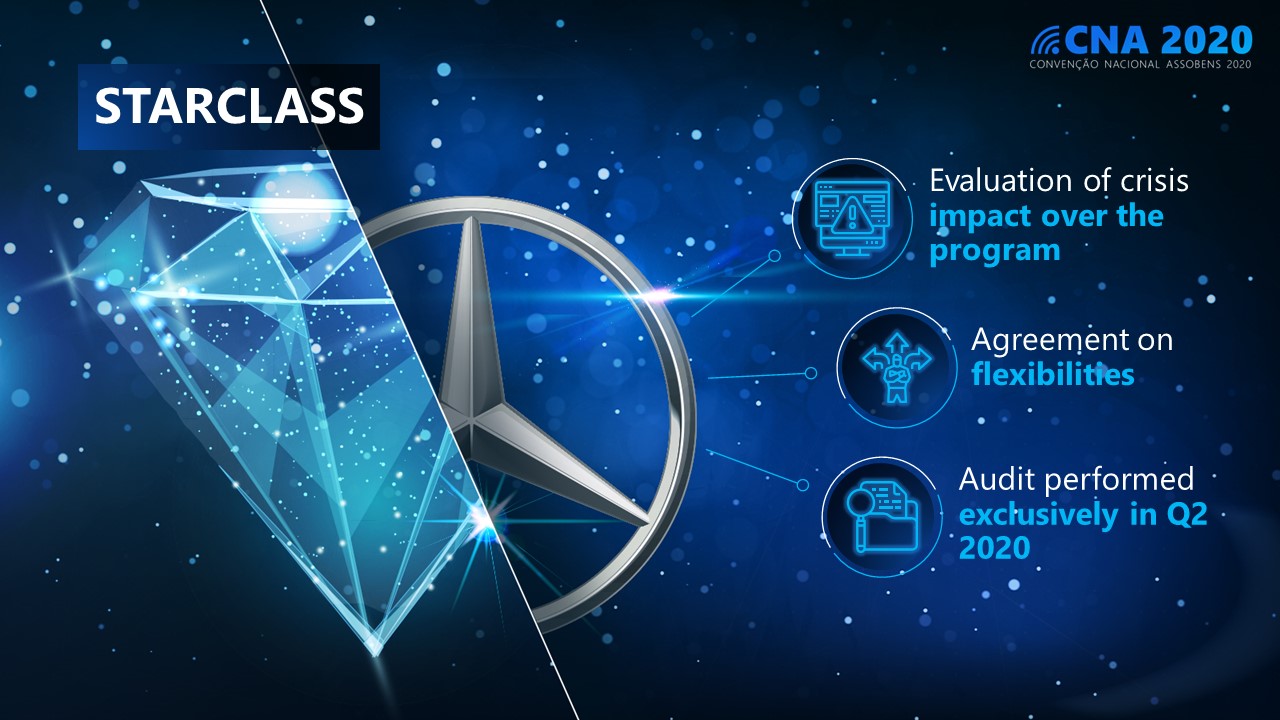 CNA 2020
CONVENÇÃO NACIONAL ASSOBENS 2020
STARCLASS
Evaluation of crisis
impact over the
program
Agreement on
flexibilities
Audit performed
exclusively in Q2
2020